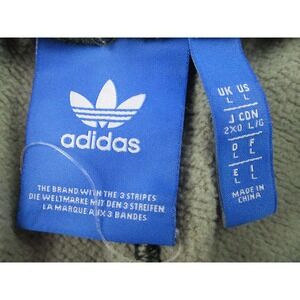 adidas
THE BRAND WITH THE 3 STRIPES
DIE WELTMARKE MIT DEN 3 STREIFEN
LA MARQUE AUX 3 BANDES
UK US
L L
J CDN
2XO L/G
D F
L L
E I
L L
MADE IN
CHINA